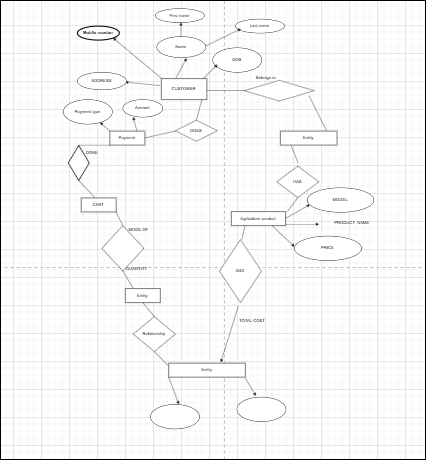 First name
Last name
Mobile number
Name
DOB
Belongs to
ADDRESS
CUSTOMER
Payment type
Amount
DOES
Payment
Entity
DONE
HAS
MODEL:
CART
Agriculture product
PRODUCT NAME
MODE OF
PRICE:
QUANTITY
ADD
Entity
TOTAL COST
Relationship
Entity